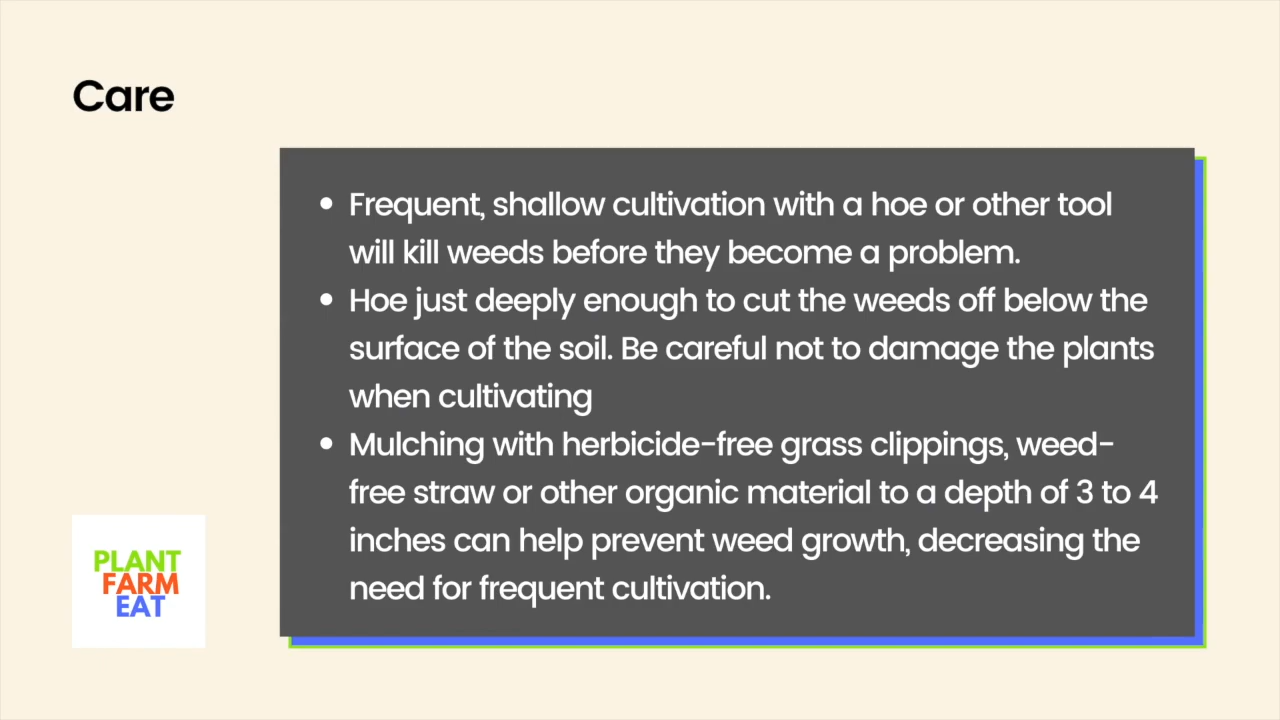 Care
• Frequent, shallow cultivation with a hoe or other tool
will kill weeds before they become a problem.
• Hoe just deeply enough to cut the weeds off below the
surface of the soil. Be careful not to damage the plants
when cultivating
• Mulching with herbicide-free grass clippings, weed-
free straw or other organic material to a depth of 3 to 4
inches can help prevent weed growth, decreasing the
need for frequent cultivation.
PLANT
FARM
EAT